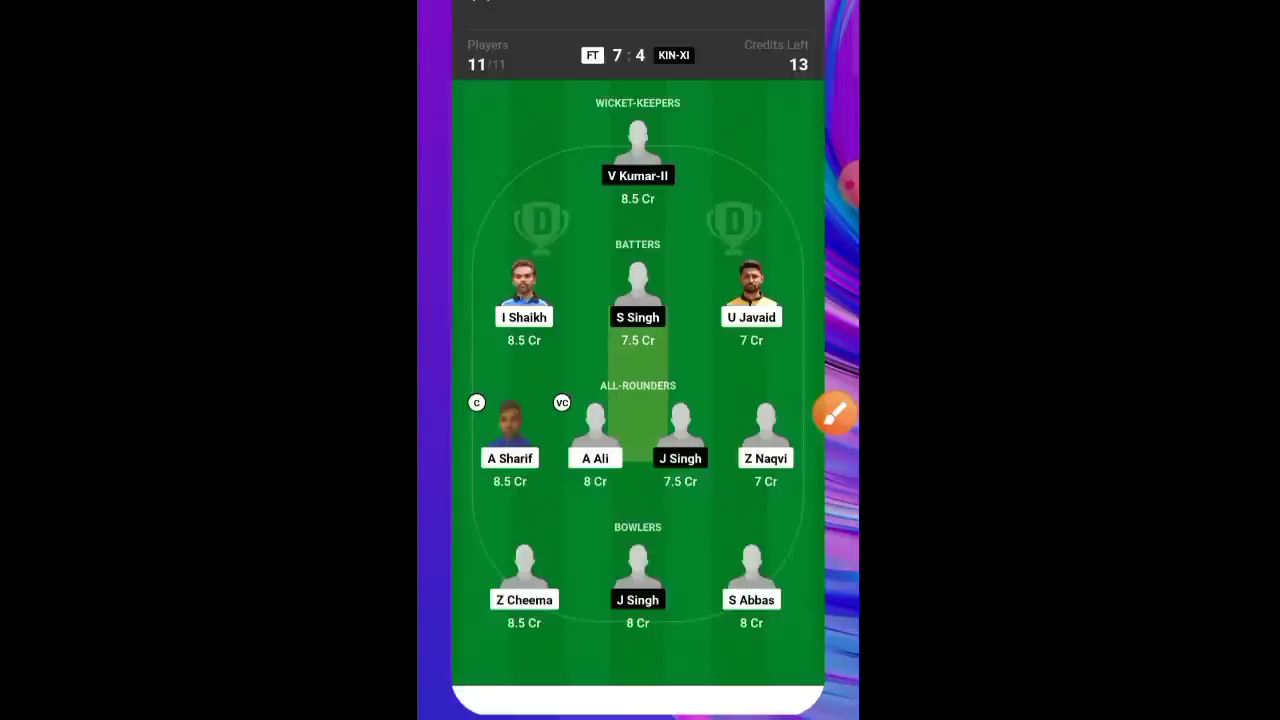 Players
Credits Left
11/11
FT 7 : 4 KIN-XI
13
WICKET-KEEPERS
V Kumar-II
8.5 Cr
D D
BATTERS
I Shaikh S Singh U Javaid
8.5 Cr 7.5 Cr 7 Cr
ALL-ROUNDERS
C VC
A Sharif A Ali J Singh Z Naqvi
8.5 Cr 8 Cr 7.5 Cr 7 Cr
BOWLERS
Z Cheema J Singh S Abbas
8.5 Cr 8 Cr 8 Cr